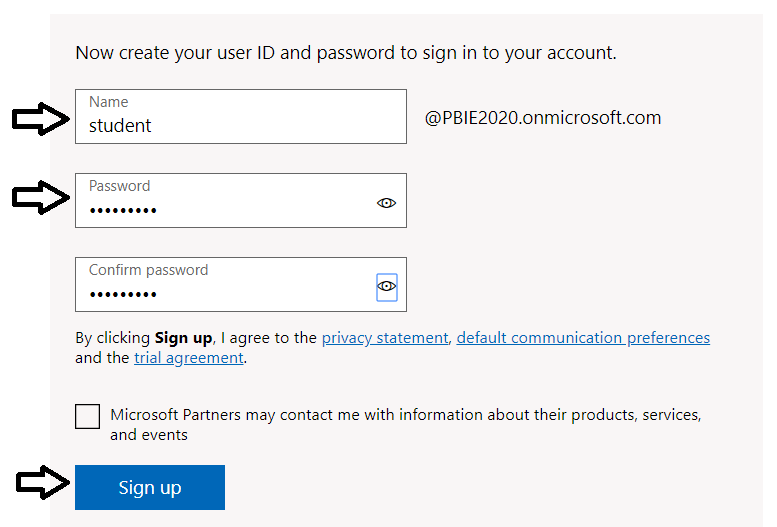 Now create your user ID and password to sign in to your account.
Name
student
@PBIE2020.onmicrosoft.com
Password
•••••••••
Confirm password
•••••••••
By clicking Sign up, I agree to the privacy statement, default communication preferences
and the trial agreement.
Microsoft Partners may contact me with information about their products, services,
and events
Sign up